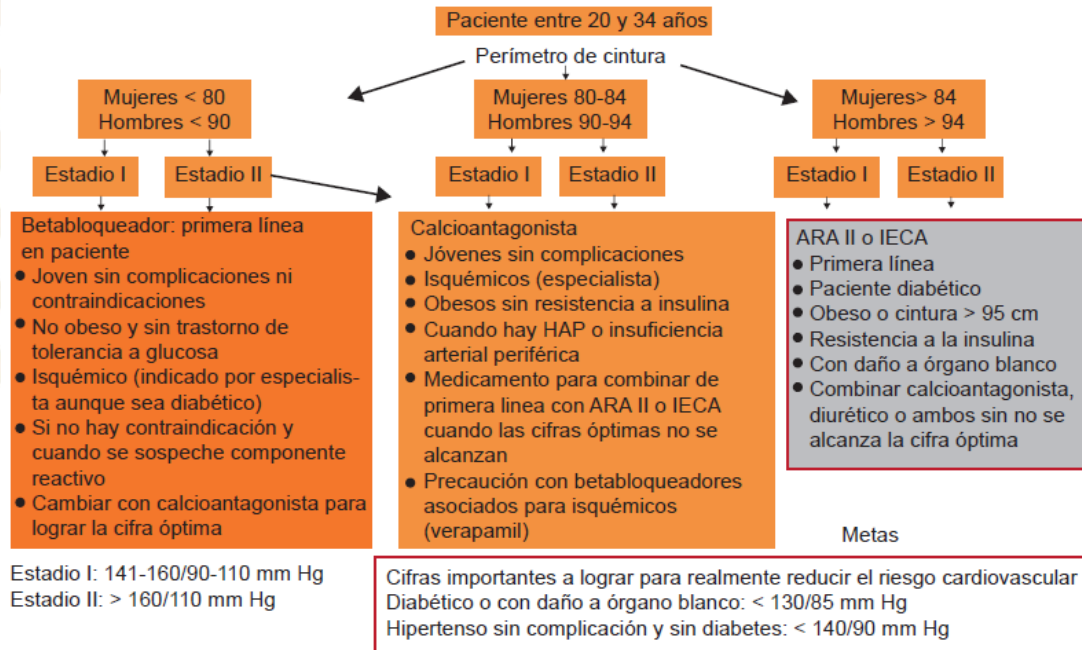 Paciente entre 20 y 34 años
Perímetro de cintura
Mujeres < 80
Hombres < 90
Mujeres 80-84
Hombres 90-94
Mujeres> 84
Hombres > 94
Estadio I
Estadio II
Estadio I
Estadio II
Estadio I
Estadio II
Betabloqueador: primera línea
en paciente
● Joven sin complicaciones ni
contraindicaciones
● No obeso y sin trastorno de
tolerancia a glucosa
● Isquémico (indicado por especialis-
ta aunque sea diabético)
● Si no hay contraindicación y
cuando se sospeche componente
reactivo
● Cambiar con calcioantagonista para
lograr la cifra óptima
Calcioantagonista
● Jóvenes sin complicaciones
● Isquémicos (especialista)
● Obesos sin resistencia a insulina
● Cuando hay HAP o insuficiencia
arterial periférica
● Medicamento para combinar de
primera linea con ARA II o IECA
cuando las cifras óptimas no se
alcanzan
● Precaución con betabloqueadores
asociados para isquémicos
(verapamil)
ARA II o IECA
● Primera línea
● Paciente diabético
● Obeso o cintura > 95 cm
● Resistencia a la insulina
● Con daño a órgano blanco
● Combinar calcioantagonista,
diurético o ambos sin no se
alcanza la cifra óptima
Estadio I: 141-160/90-110 mm Hg
Estadio II: > 160/110 mm Hg
Metas
Cifras importantes a lograr para realmente reducir el riesgo cardiovascular
Diabético o con daño a órgano blanco: < 130/85 mm Hg
Hipertenso sin complicación y sin diabetes: < 140/90 mm Hg